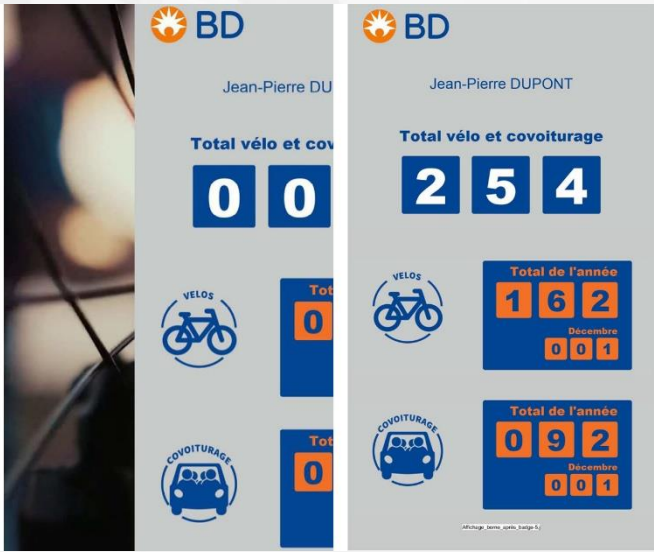 BD
Jean-Pierre DU
Total vélo et cov
0 0
VELOS
Tot
0
COVOITURAGE
Tot
0
BD
Jean-Pierre DUPONT
Total vélo et covoiturage
2 5 4
VELOS
Total de l'année
1 6 2
Décembre
0 0 1
COVOITURAGE
Total de l'année
0 9 2
Décembre
0 0 1